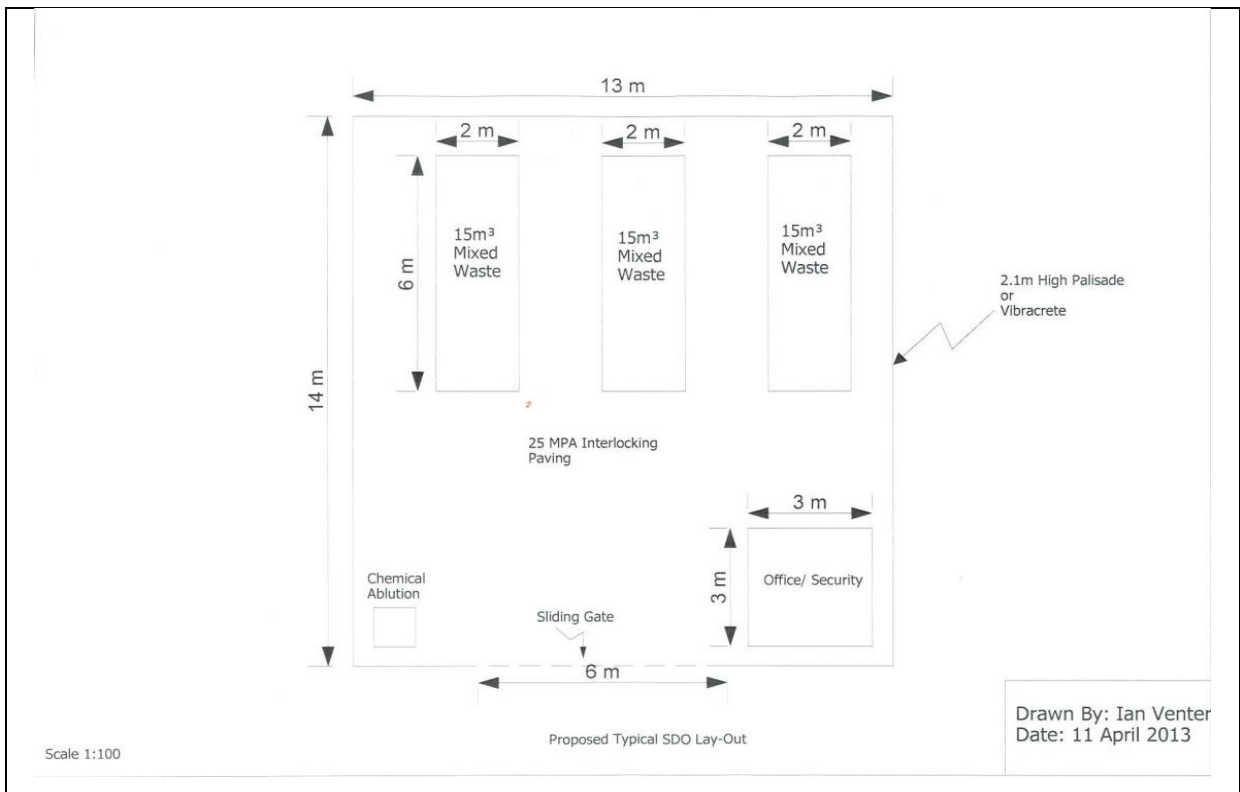 13 m
2 m
2 m
2 m
6 m
14 m
15m³
Mixed
Waste
15m³
Mixed
Waste
15m³
Mixed
Waste
2.1m High Palisade
or
Vibracrete
25 MPA Interlocking
Paving
3 m
3 m
Office/ Security
Chemical
Ablution
Sliding Gate
6 m
Proposed Typical SDO Lay-Out
Scale 1:100
Drawn By: Ian Venter
Date: 11 April 2013